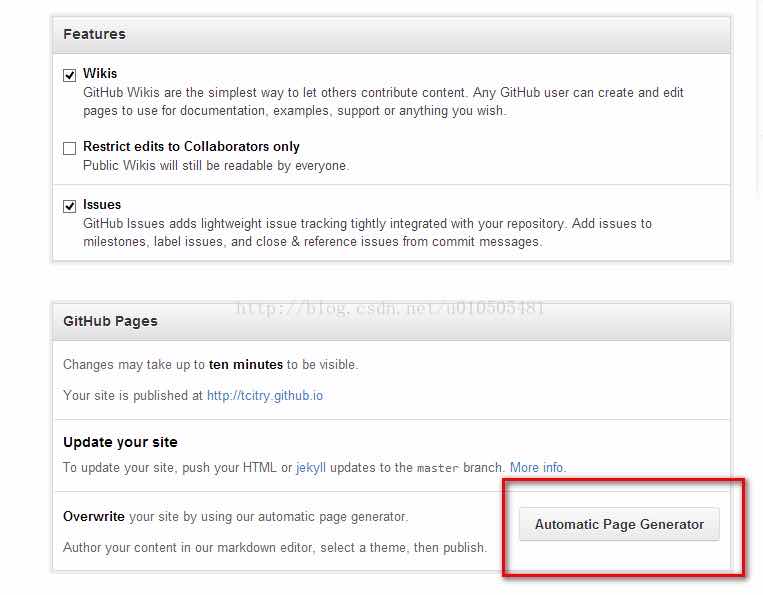 Features
Wikis
GitHub Wikis are the simplest way to let others contribute content. Any GitHub user can create and edit
pages to use for documentation, examples, support or anything you wish.
Restrict edits to Collaborators only
Public Wikis will still be readable by everyone.
Issues
GitHub Issues adds lightweight issue tracking tightly integrated with your repository. Add issues to
milestones, label issues, and close & reference issues from commit messages.
http://blog.csdn.net/u010505481
GitHub Pages
Changes may take up to ten minutes to be visible.
Your site is published at http://tcitry.github.io
Update your site
To update your site, push your HTML or jekyll updates to the master branch. More info.
Overwrite your site by using our automatic page generator.
Automatic Page Generator
Author your content in our markdown editor, select a theme, then publish.